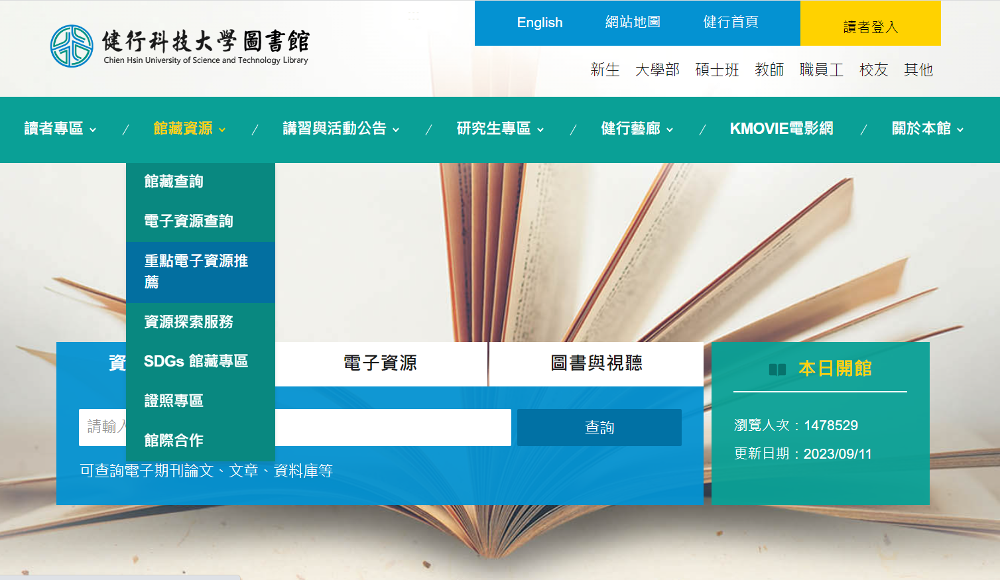 健行科技大學圖書館
Chien Hsin University of Science and Technology Library
English 網站地圖 健行首頁 讀者登入
新生 大學部 碩士班 教師 職員工 校友 其他
讀者專區 / 館藏資源 / 講習與活動公告 / 研究生專區 / 健行藝廊 / KMOVIE電影網 / 關於本館
館藏查詢
電子資源查詢
重點電子資源推
薦
資源探索服務
SDGs 館藏專區
證照專區
館際合作
資 電子資源 圖書與視聽
請輸入 查詢
可查詢電子期刊論文、文章、資料庫等
本日開館
瀏覽人次：1478529
更新日期：2023/09/11